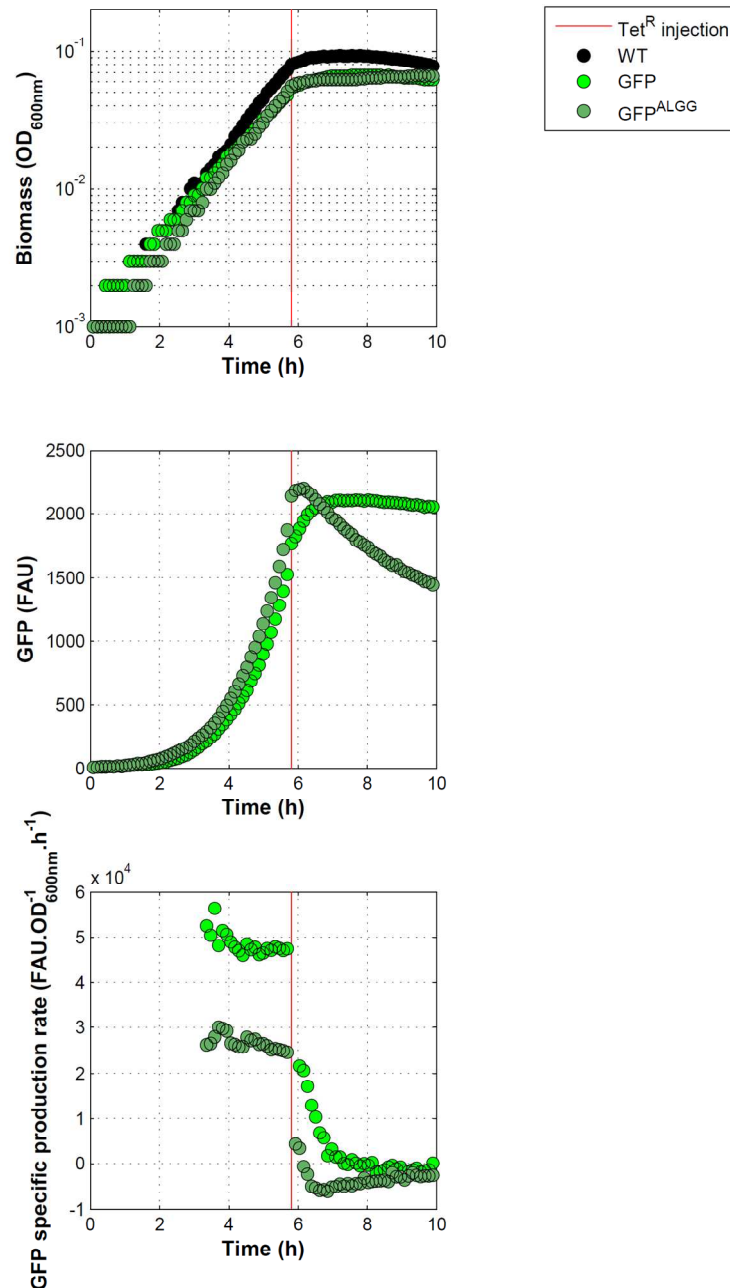 Tet^R injection
WT
GFP
GFP^ALGG
Biomass (OD_600nm)
10^-1
10^-2
10^-3
0 2 4 6 8 10
Time (h)
GFP (FAU)
2500
2000
1500
1000
500
0
0 2 4 6 8 10
Time (h)
GFP specific production rate (FAU.OD^-1_600nm.h^-1)
x 10^4
6
5
4
3
2
1
0
-1
0 2 4 6 8 10
Time (h)